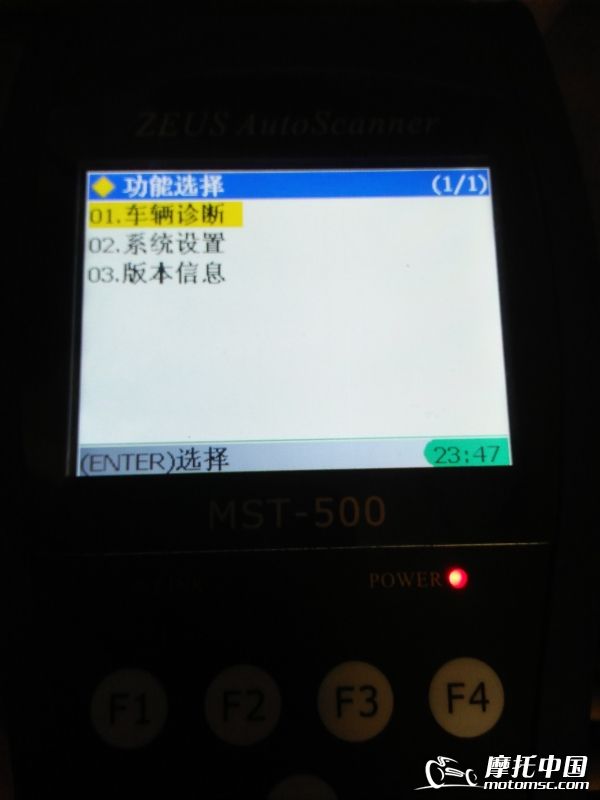 ZEUS AutoScanner
功能选择 (1/1)
01.车辆诊断
02.系统设置
03.版本信息
(ENTER)选择 23:47
MST-500
POWER
F1 F2 F3 F4
摩托中国
motomsc.com